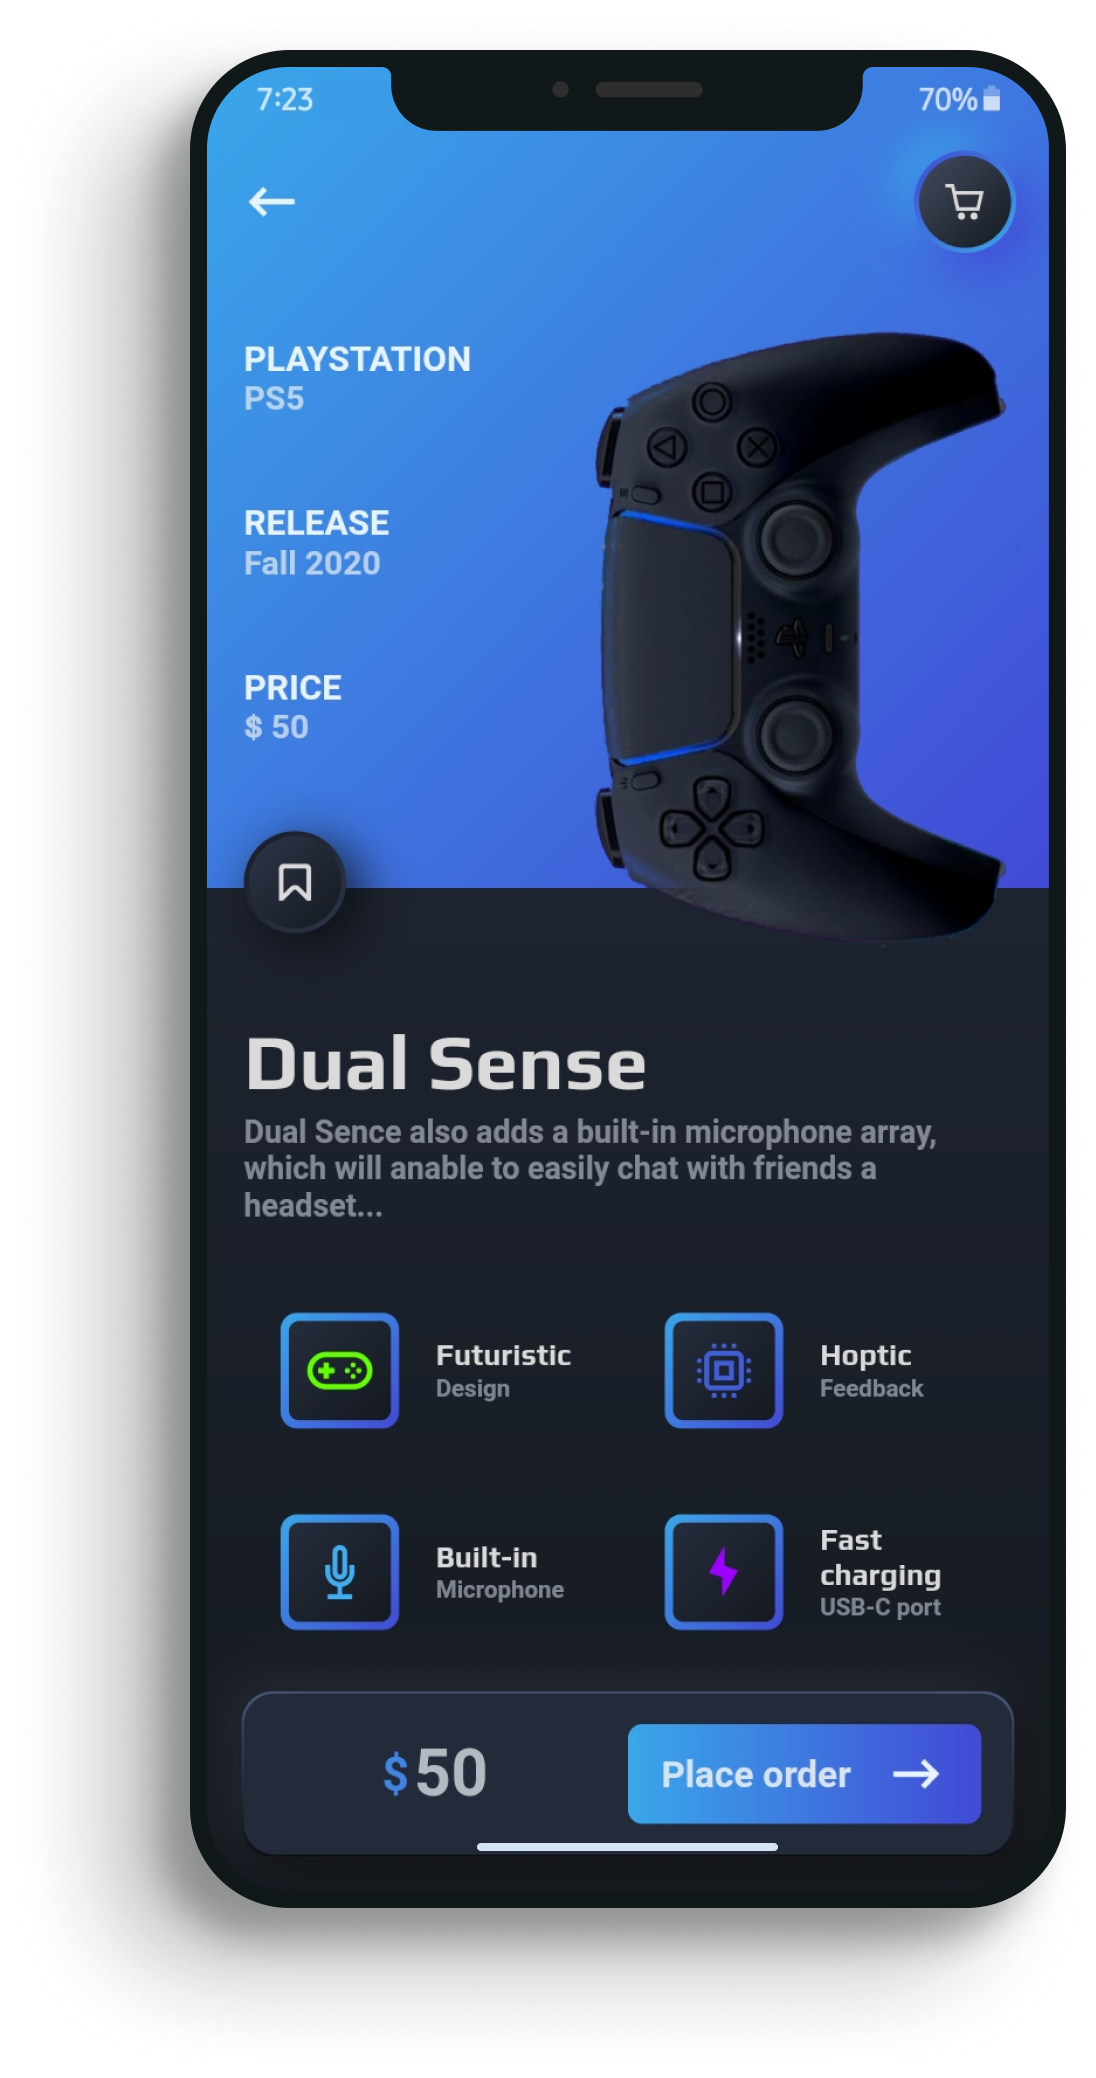 7:23
70%
PLAYSTATION
PS5
RELEASE
Fall 2020
PRICE
$ 50
Dual Sense
Dual Sence also adds a built-in microphone array,
which will anable to easily chat with friends a
headset...
Futuristic
Design
Hoptic
Feedback
Built-in
Microphone
Fast
charging
USB-C port
$50
Place order